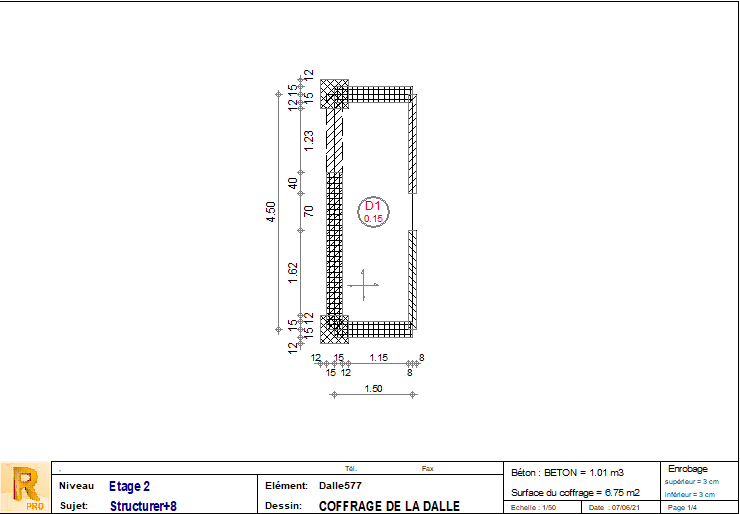 12
15
15
12
1.23
40
4.50
70
D1
0.15
1.62
12
15
15
12
12 15 1.15 8
15 12 8
1.50
R
PRO
. Tél. Fax
Niveau Etage 2 Elément: Dalle577
Sujet: Structurer+8 Dessin: COFFRAGE DE LA DALLE
Béton : BETON = 1.01 m3
Surface du coffrage = 6.75 m2
Enrobage
supérieur = 3 cm
inférieur = 3 cm
Echelle : 1/50 Date : 07/06/21 Page 1/4